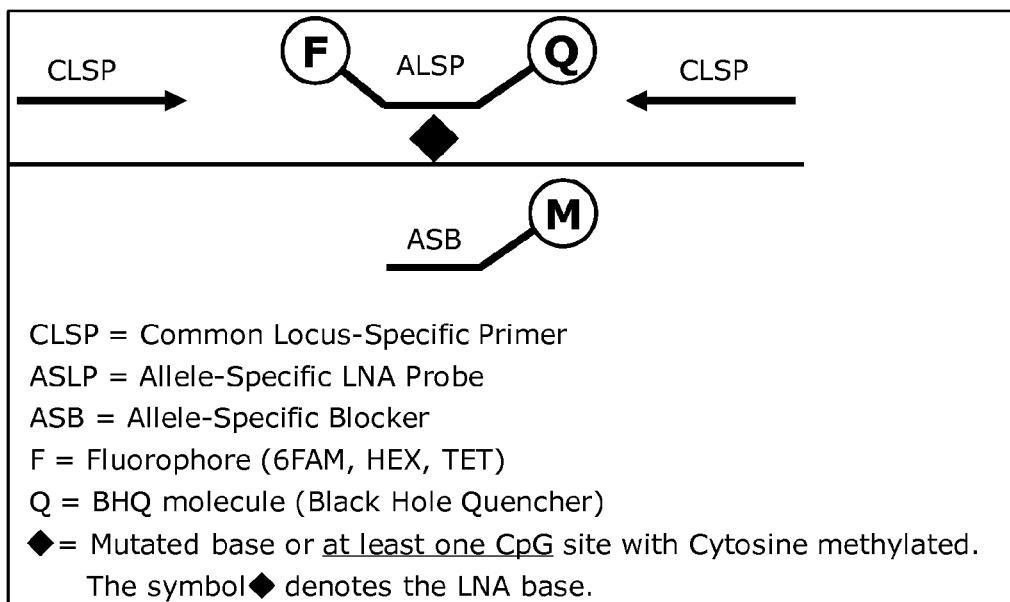 CLSP
F
ALSP
Q
CLSP
ASB
M
CLSP = Common Locus-Specific Primer
ASLP = Allele-Specific LNA Probe
ASB = Allele-Specific Blocker
F = Fluorophore (6FAM, HEX, TET)
Q = BHQ molecule (Black Hole Quencher)
◆= Mutated base or at least one CpG site with Cytosine methylated.
The symbol◆ denotes the LNA base.